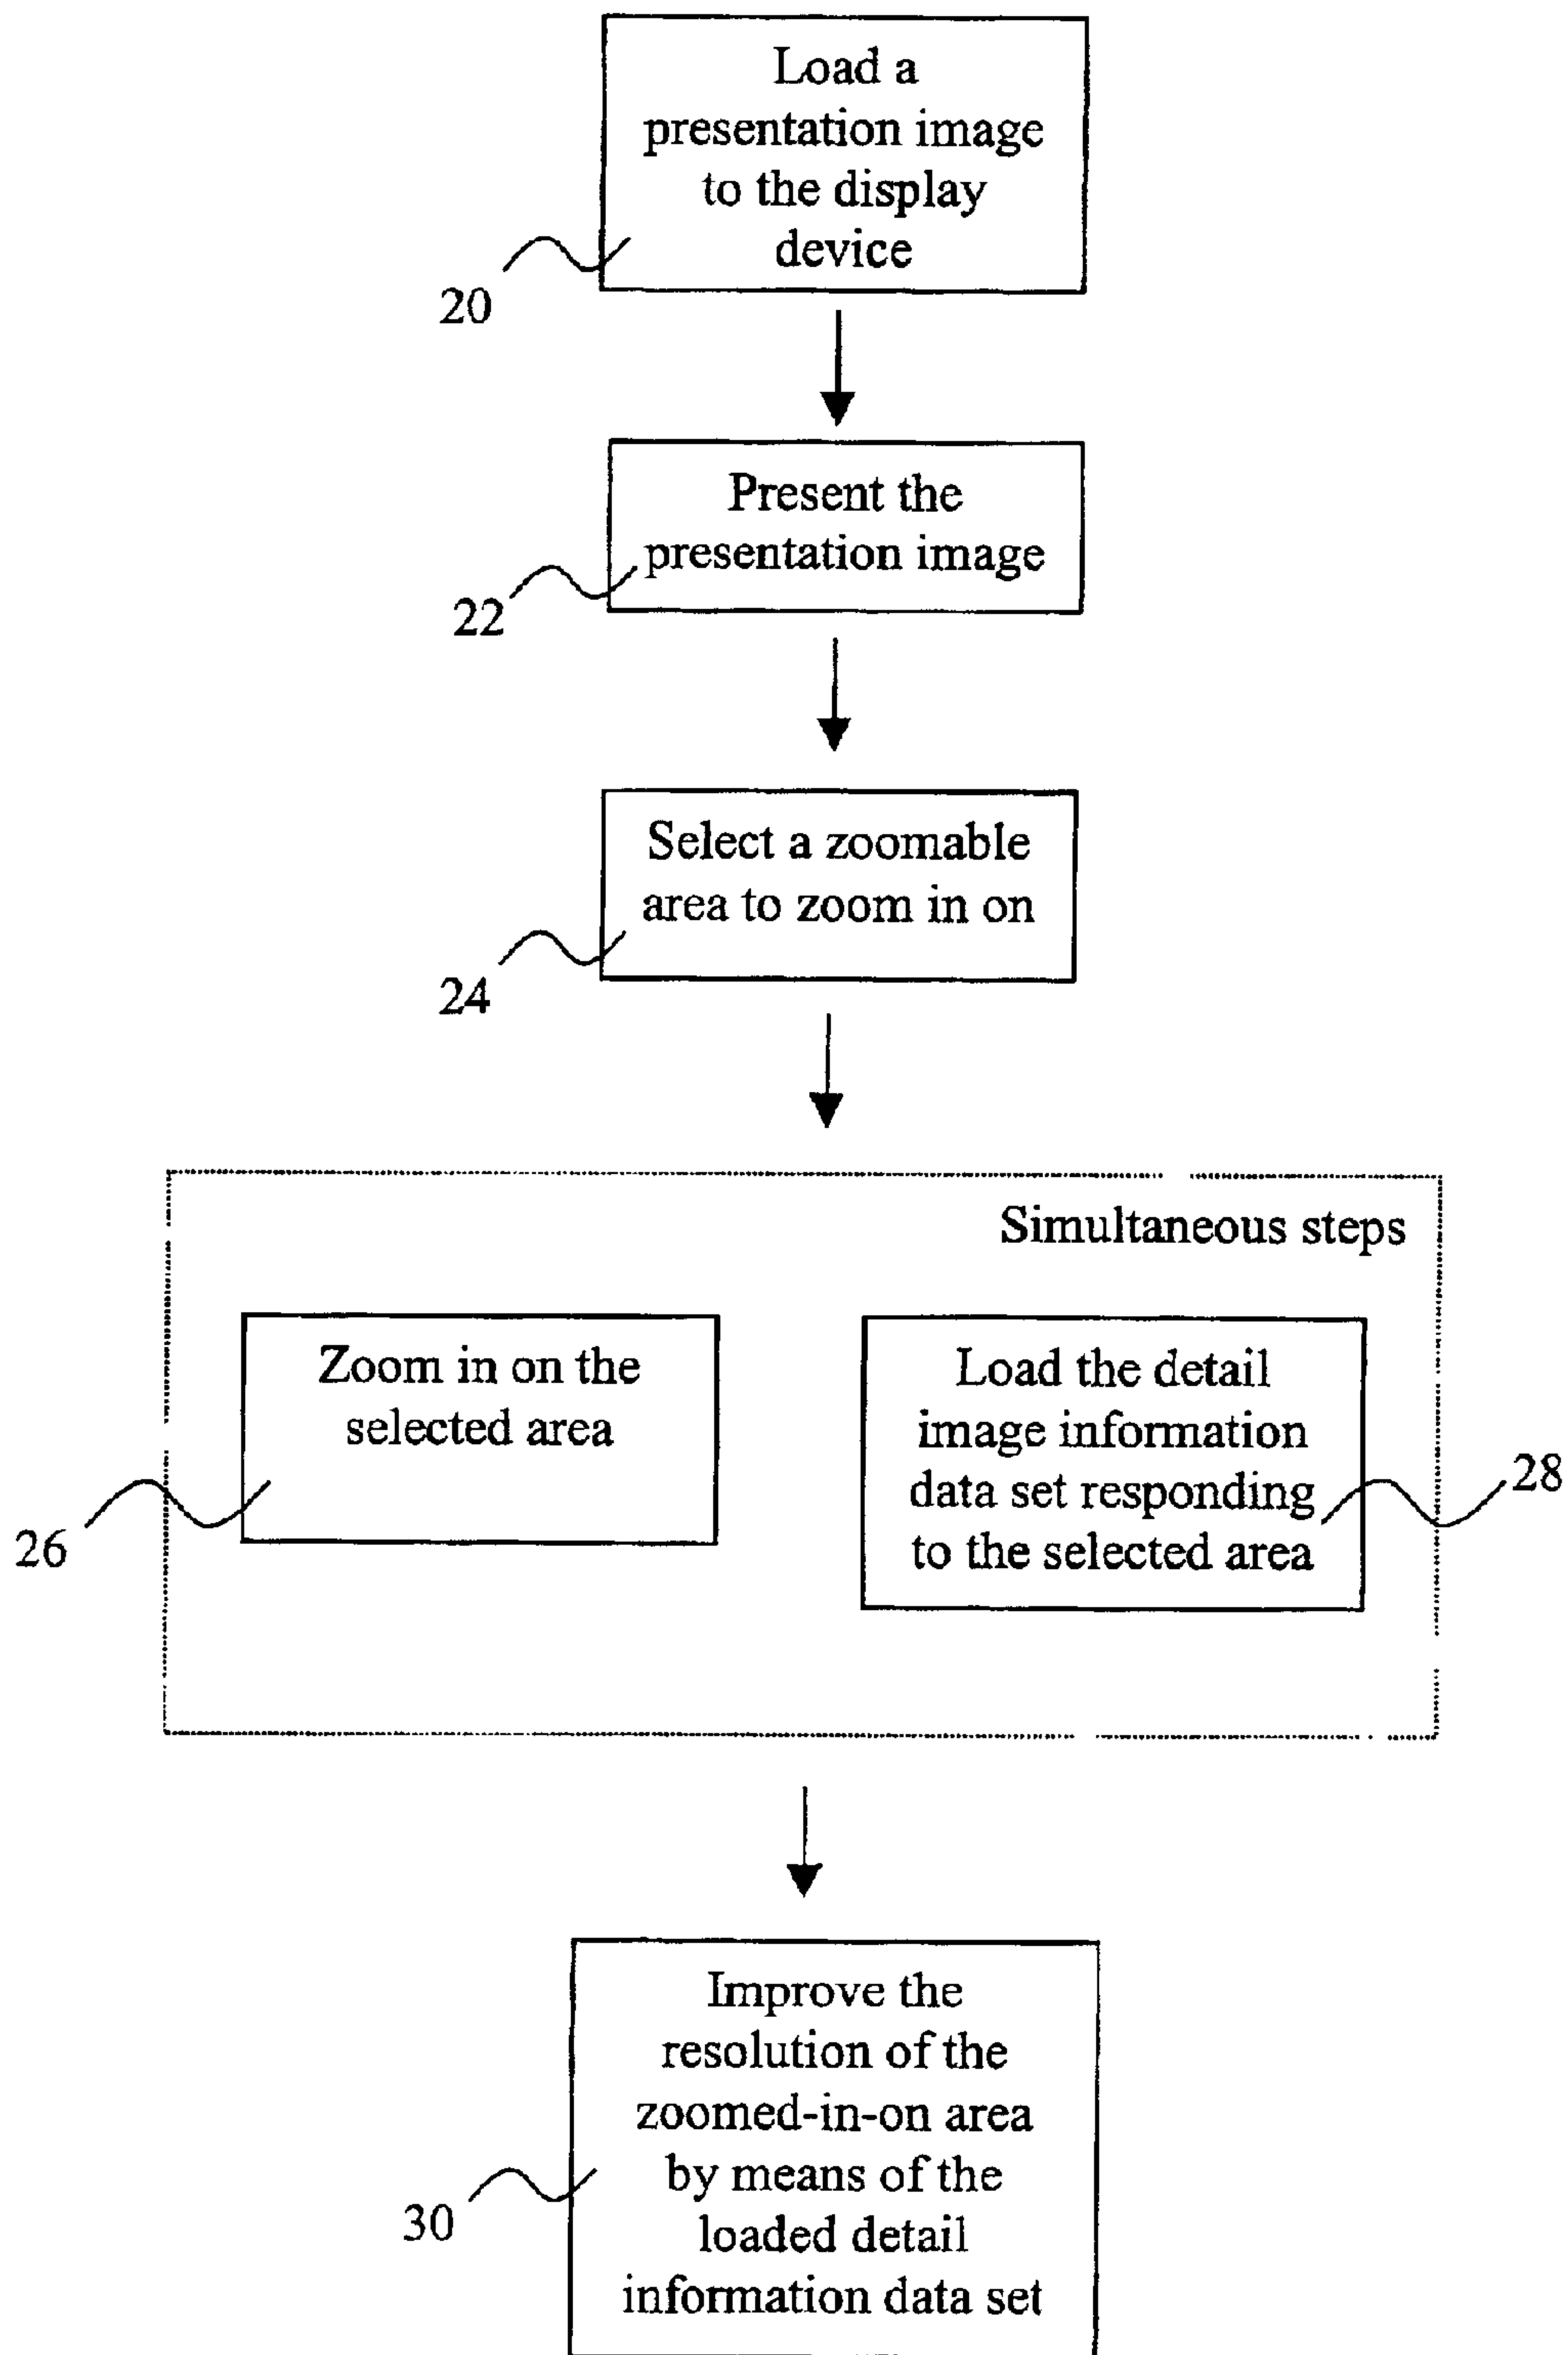 Load a
presentation image
to the display
device
20
Present the
presentation image
22
Select a zoomable
area to zoom in on
24
Simultaneous steps
Zoom in on the
selected area
26
Load the detail
image information
data set responding
to the selected area
28
Improve the
resolution of the
zoomed-in-on area
by means of the
loaded detail
information data set
30